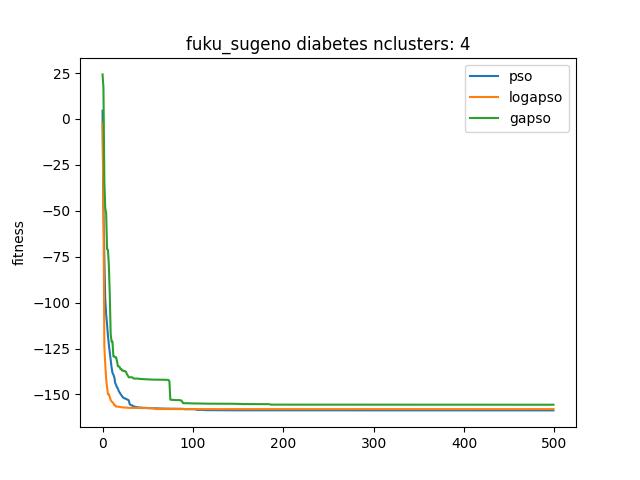 fuku_sugeno diabetes nclusters: 4
pso
logapso
gapso
fitness
25
0
−25
−50
−75
−100
−125
−150
0 100 200 300 400 500